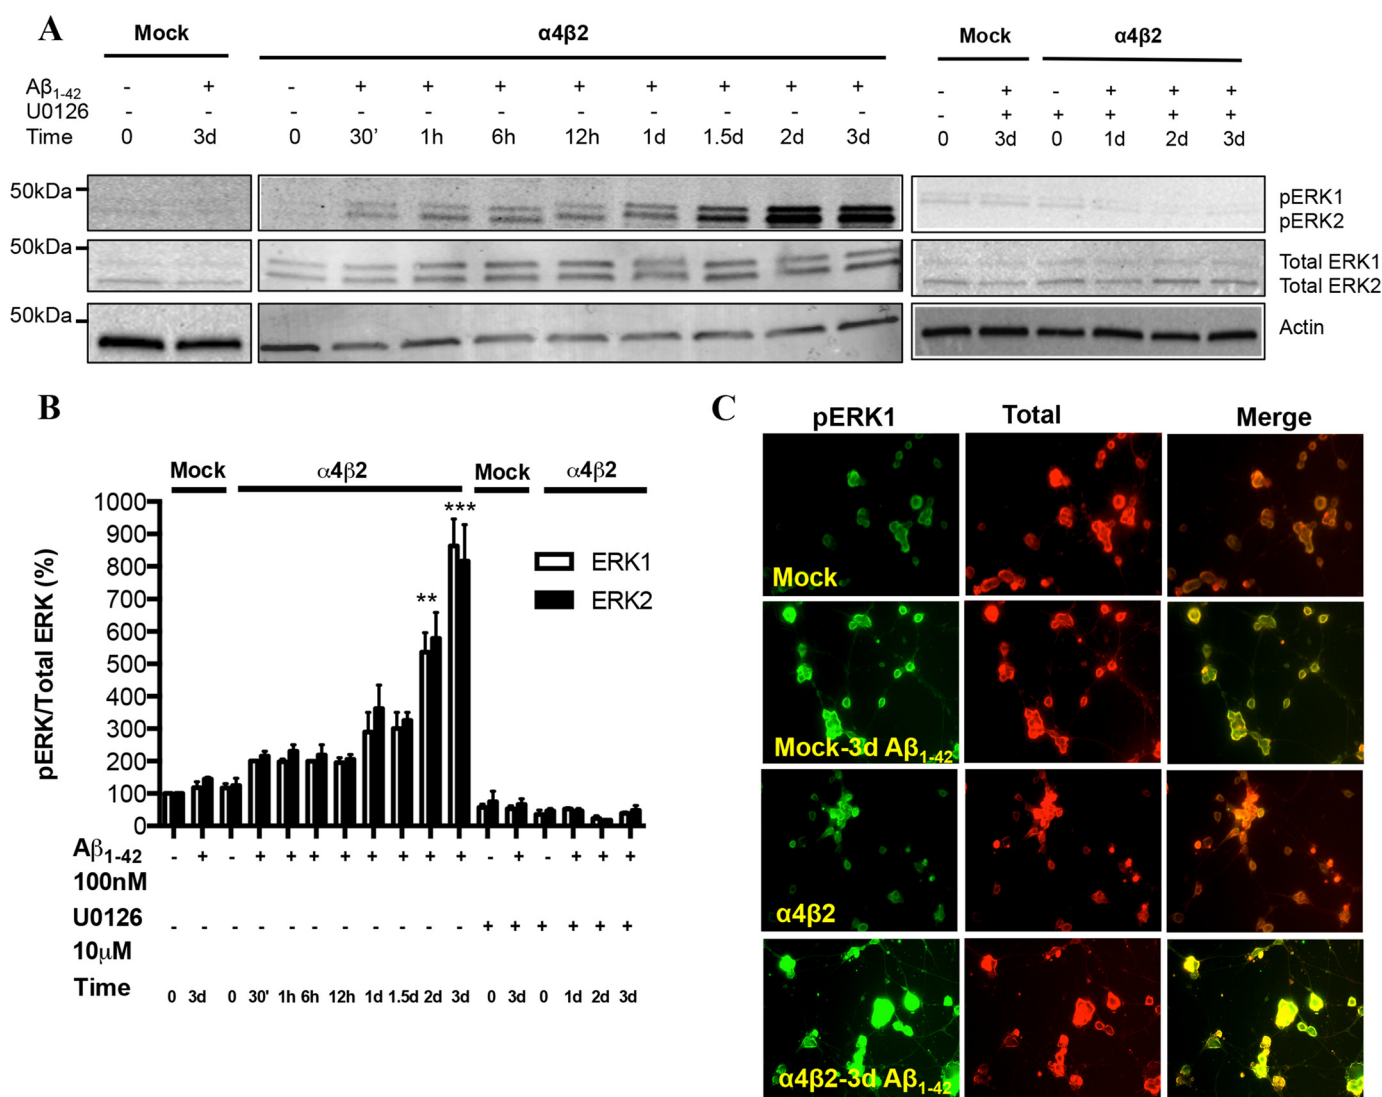 A
Mock α4β2 Mock α4β2
Aβ1-42 - + - + + + + + + + + - + - + + +
U0126 - - - - - - - - - - - - + + + + +
Time 0 3d 0 30' 1h 6h 12h 1d 1.5d 2d 3d 0 3d 0 1d 2d 3d
50kDa
pERK1
pERK2
50kDa
Total ERK1
Total ERK2
50kDa
Actin
B
Mock α4β2 Mock α4β2
1000
900
800
700
600
500
400
300
200
100
0
pERK/Total ERK (%)
** ***
ERK1
ERK2
Aβ1-42 - + - + + + + + + + + - + - + + +
100nM
U0126 - - - - - - - - - - - + + + + + +
10μM
Time 0 3d 0 30' 1h 6h 12h 1d 1.5d 2d 3d 0 3d 0 1d 2d 3d
C
pERK1 Total Merge
Mock
Mock-3d Aβ1-42
α4β2
α4β2-3d Aβ1-42